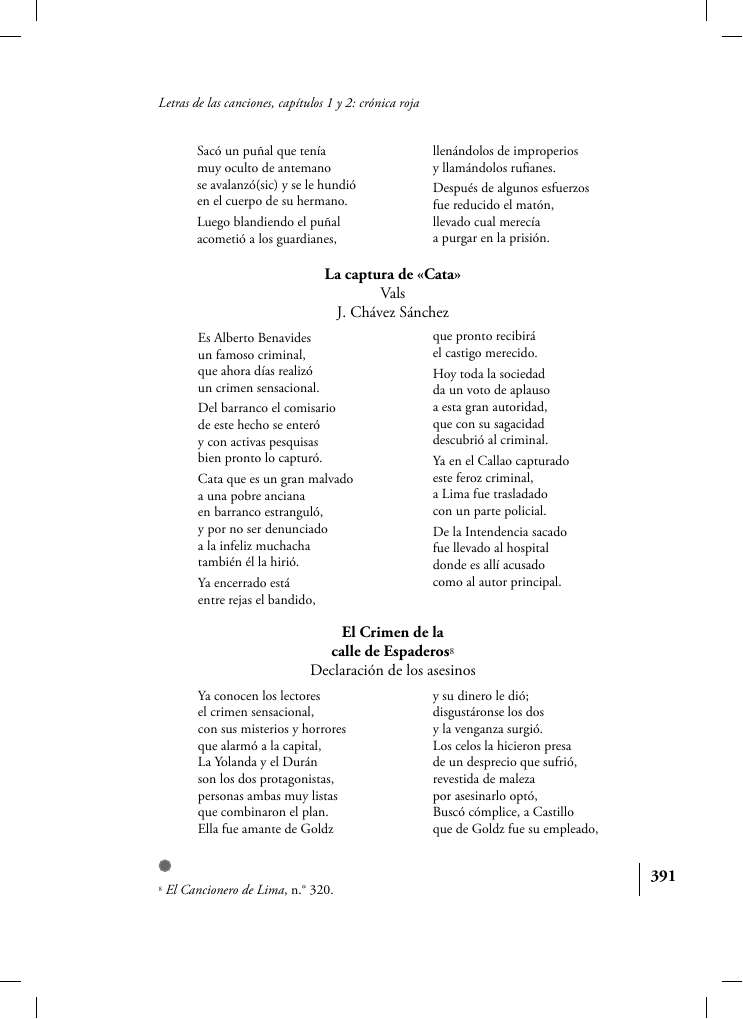 Letras de las canciones, capítulos 1 y 2: crónica roja
Sacó un puñal que tenía
muy oculto de antemano
se avalanzó(sic) y se le hundió
en el cuerpo de su hermano.
Luego blandiendo el puñal
acometió a los guardianes,
llenándolos de improperios
y llamándolos rufianes.
Después de algunos esfuerzos
fue reducido el matón,
llevado cual merecía
a purgar en la prisión.
La captura de «Cata»
Vals
J. Chávez Sánchez
Es Alberto Benavides
un famoso criminal,
que ahora días realizó
un crimen sensacional.
Del barranco el comisario
de este hecho se enteró
y con activas pesquisas
bien pronto lo capturó.
Cata que es un gran malvado
a una pobre anciana
en barranco estranguló,
y por no ser denunciado
a la infeliz muchacha
también él la hirió.
Ya encerrado está
entre rejas el bandido,
que pronto recibirá
el castigo merecido.
Hoy toda la sociedad
da un voto de aplauso
a esta gran autoridad,
que con su sagacidad
descubrió al criminal.
Ya en el Callao capturado
este feroz criminal,
a Lima fue trasladado
con un parte policial.
De la Intendencia sacado
fue llevado al hospital
donde es allí acusado
como al autor principal.
El Crimen de la
calle de Espaderos8
Declaración de los asesinos
Ya conocen los lectores
el crimen sensacional,
con sus misterios y horrores
que alarmó a la capital,
La Yolanda y el Durán
son los dos protagonistas,
personas ambas muy listas
que combinaron el plan.
Ella fue amante de Goldz
y su dinero le dió;
disgustáronse los dos
y la venganza surgió.
Los celos la hicieron presa
de un desprecio que sufrió,
revestida de maleza
por asesinarlo optó,
Buscó cómplice, a Castillo
que de Goldz fue su empleado,
8 El Cancionero de Lima, n.° 320.
391